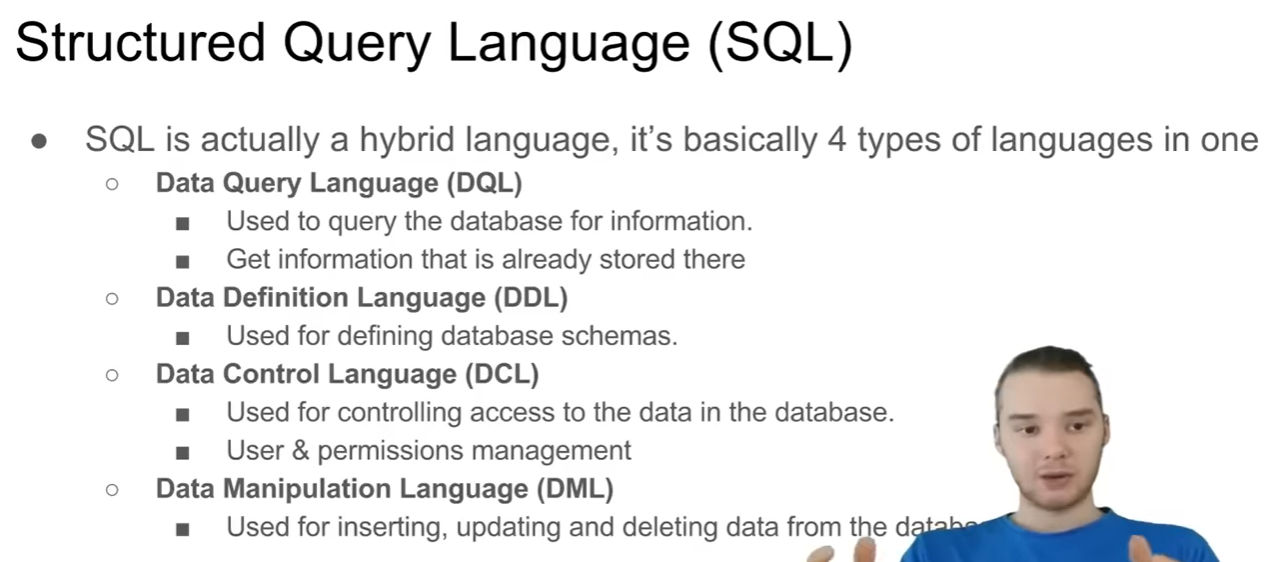 Structured Query Language (SQL)
● SQL is actually a hybrid language, it's basically 4 types of languages in one
○ Data Query Language (DQL)
■ Used to query the database for information.
■ Get information that is already stored there
○ Data Definition Language (DDL)
■ Used for defining database schemas.
○ Data Control Language (DCL)
■ Used for controlling access to the data in the database.
■ User & permissions management
○ Data Manipulation Language (DML)
■ Used for inserting, updating and deleting data from the